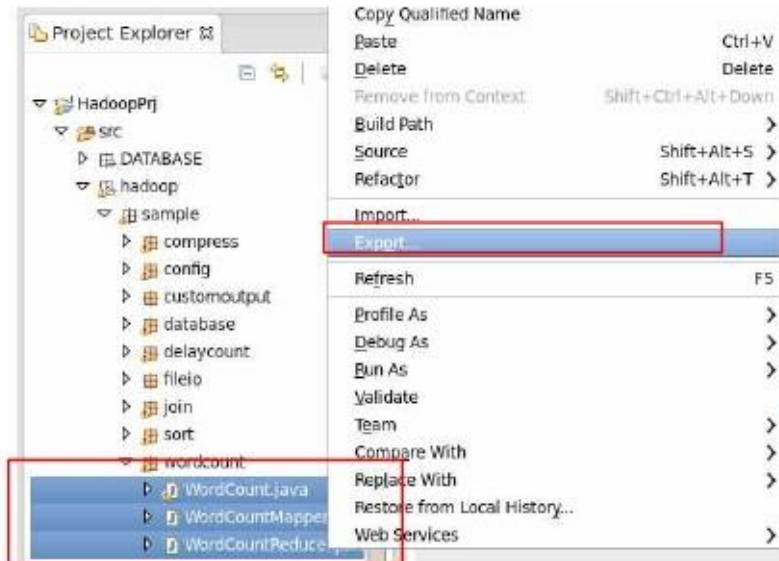 Project Explorer
HadoopPrj
src
DATABASE
hadoop
sample
compress
config
customoutput
database
delaycount
fileio
join
sort
wordcount
WordCount.java
WordCountMapper
WordCountReduce
Copy Qualified Name
Paste Ctrl+V
Delete Delete
Remove from Context Shift+Ctrl+Alt+Down
Build Path
Source Shift+Alt+S
Refactor Shift+Alt+T
Import...
Export...
Refresh F5
Profile As
Debug As
Run As
Validate
Team
Compare With
Replace With
Restore from Local History...
Web Services